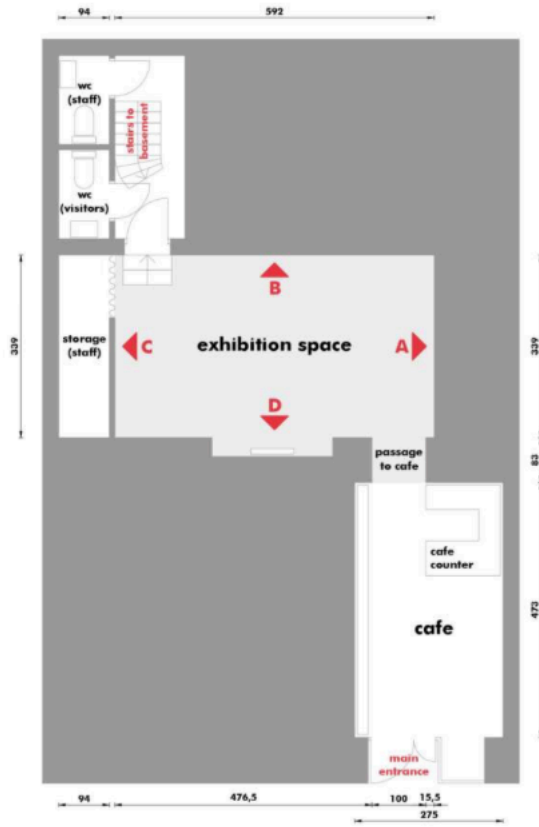 94
592
wc
(staff)
stairs to
basement
wc
(visitors)
B
339
storage
(staff)
C
exhibition space
A
339
D
passage
to cafe
83
cafe
counter
473
cafe
main
entrance
94
476,5
100
15,5
275